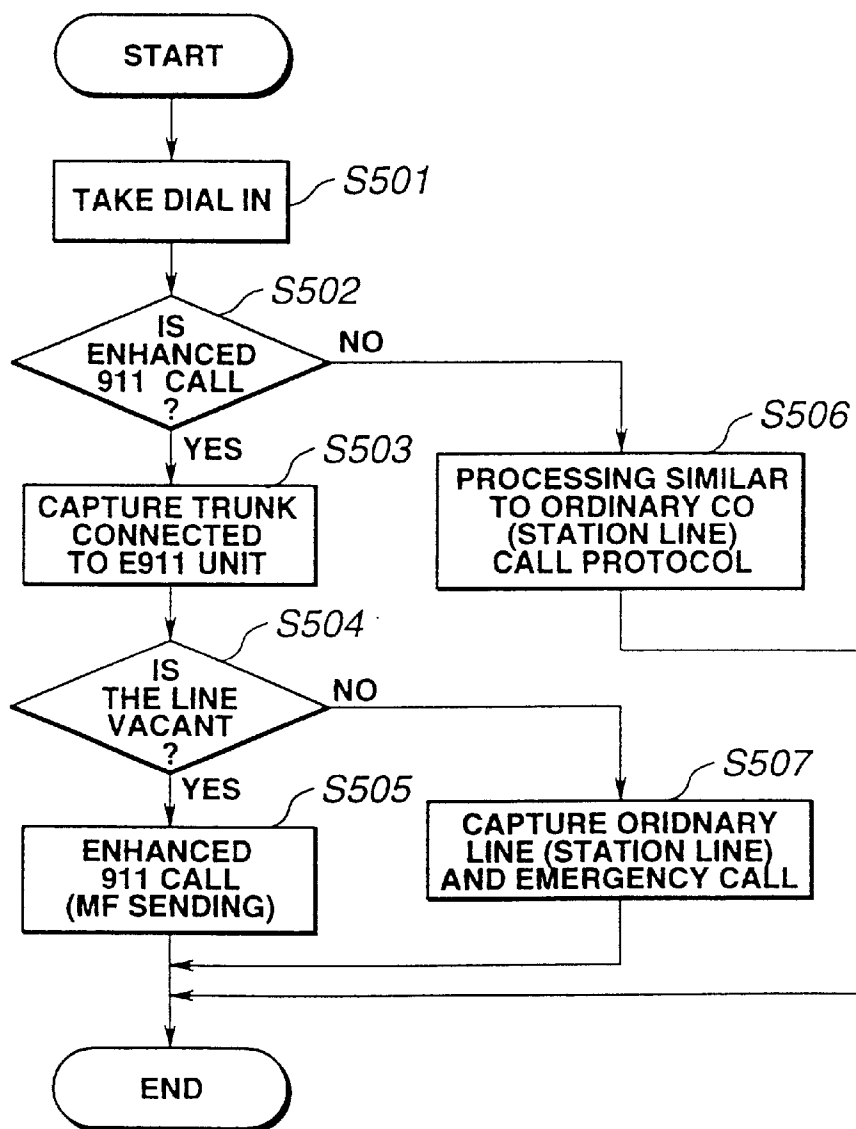 START
TAKE DIAL IN
S501
S502
IS
ENHANCED
911 CALL
?
NO
YES
S503
CAPTURE TRUNK
CONNECTED
TO E911 UNIT
S506
PROCESSING SIMILAR
TO ORDINARY CO
(STATION LINE)
CALL PROTOCOL
S504
IS
THE LINE
VACANT
?
NO
YES
S505
ENHANCED
911 CALL
(MF SENDING)
S507
CAPTURE ORIDNARY
LINE (STATION LINE)
AND EMERGENCY CALL
END